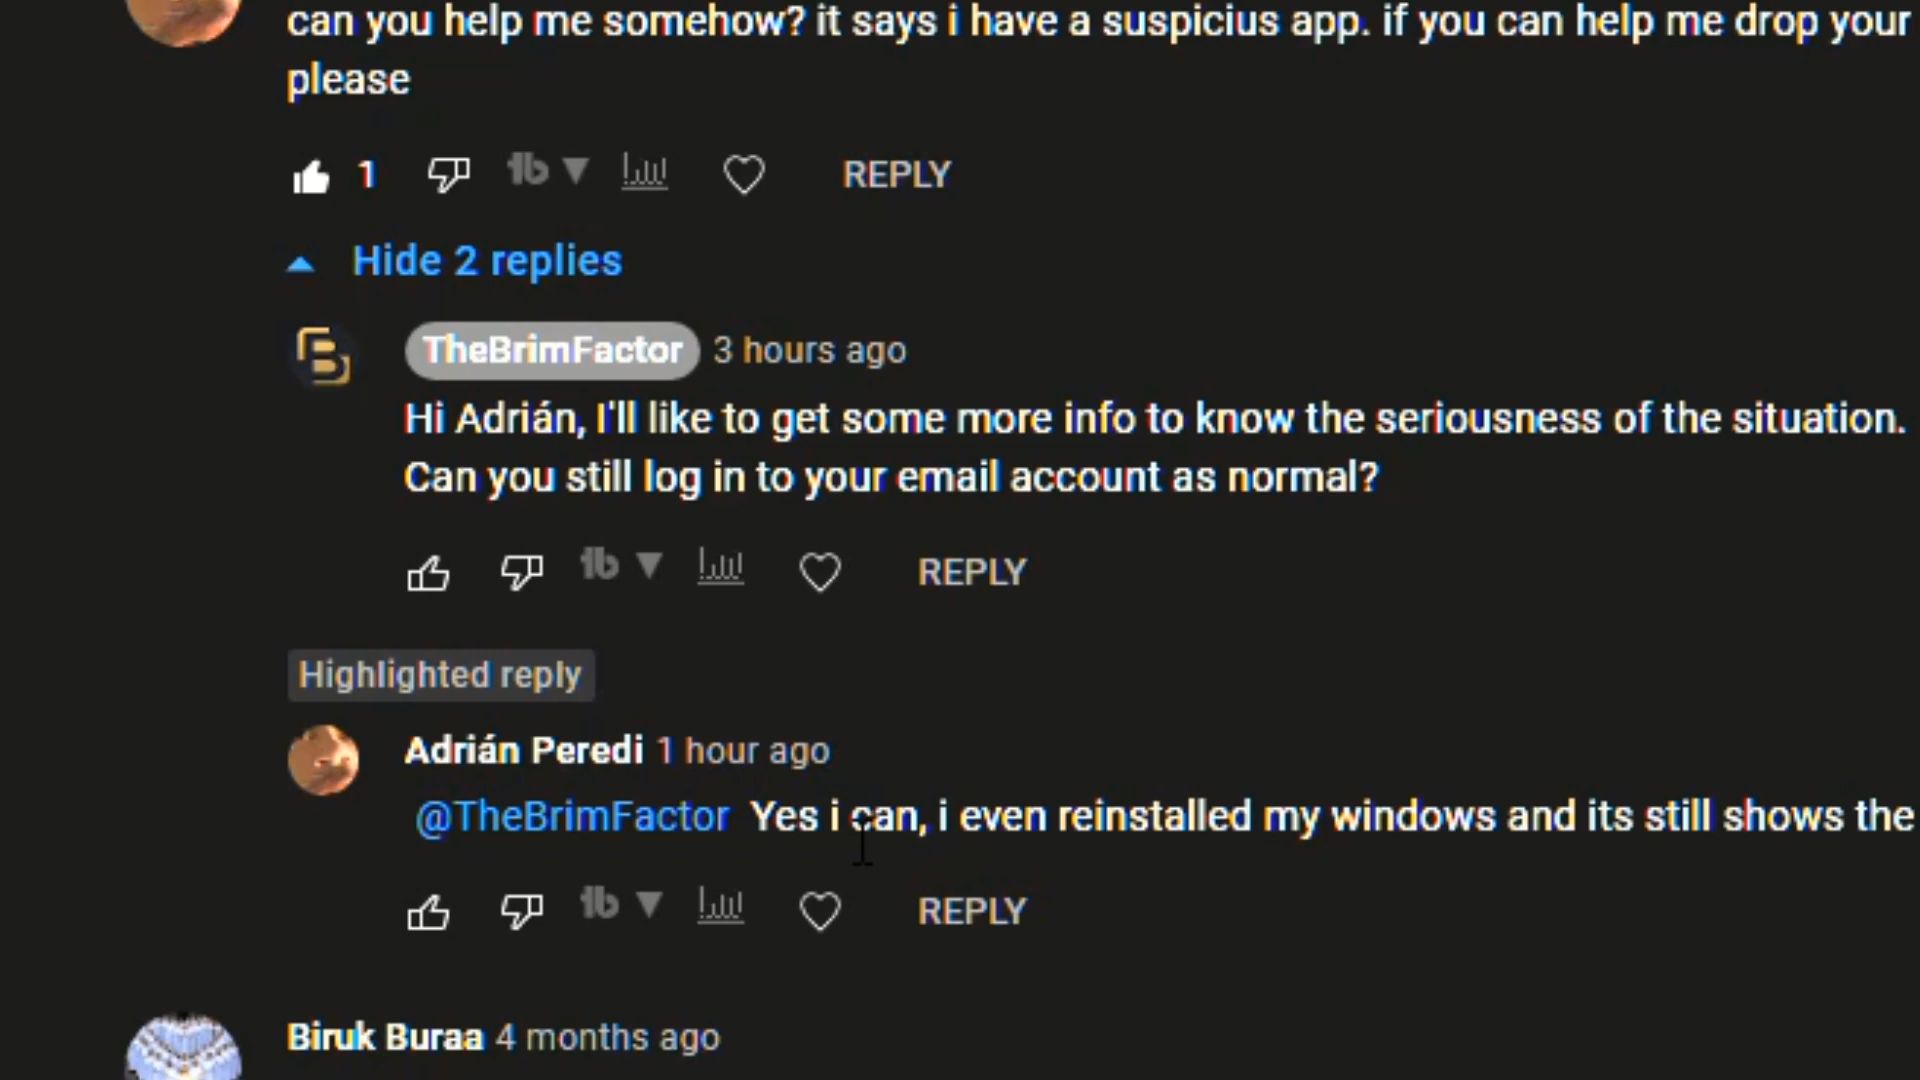 can you help me somehow? it says i have a suspicius app. if you can help me drop your
please
1 REPLY
Hide 2 replies
TheBrimFactor 3 hours ago
Hi Adrián, I'll like to get some more info to know the seriousness of the situation.
Can you still log in to your email account as normal?
REPLY
Highlighted reply
Adrián Peredi 1 hour ago
@TheBrimFactor Yes i can, i even reinstalled my windows and its still shows the
REPLY
Biruk Buraa 4 months ago